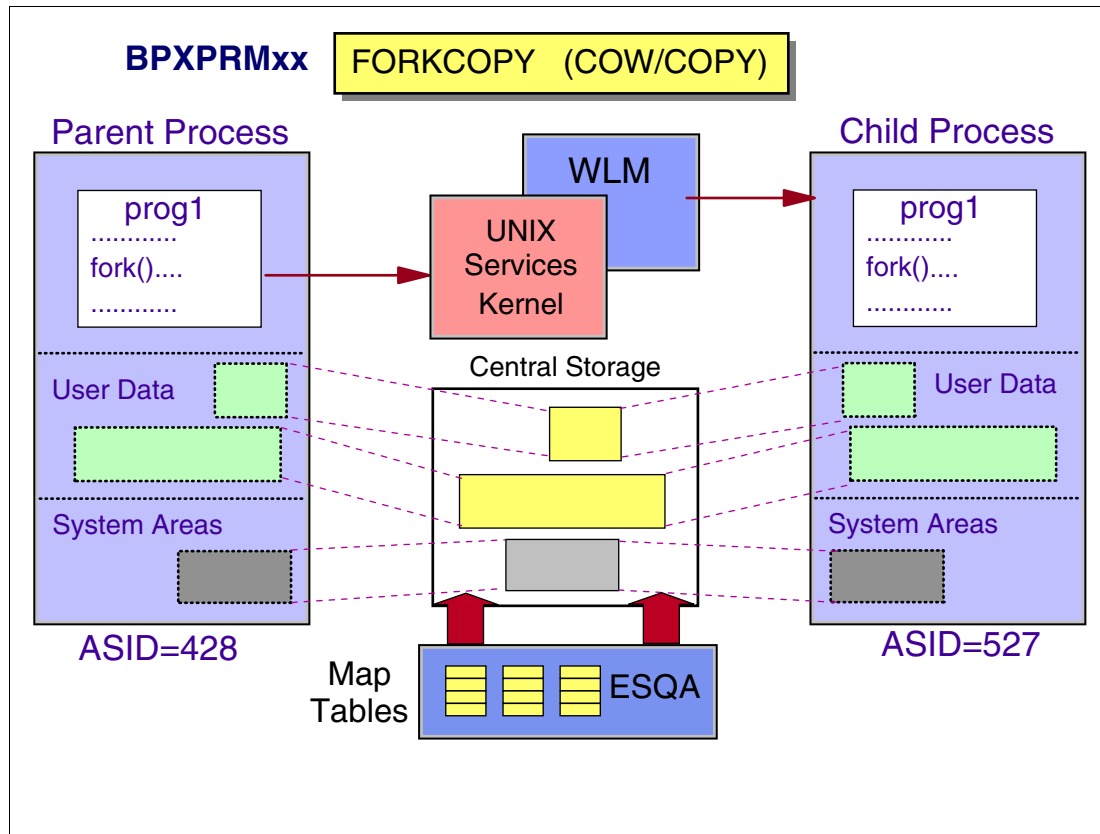 BPXPRMxx
FORKCOPY (COW/COPY)
Parent Process
Child Process
prog1
............
fork()....
............
WLM
UNIX
Services
Kernel
prog1
............
fork()....
............
User Data
Central Storage
User Data
System Areas
System Areas
ASID=428
ASID=527
Map
Tables
ESQA